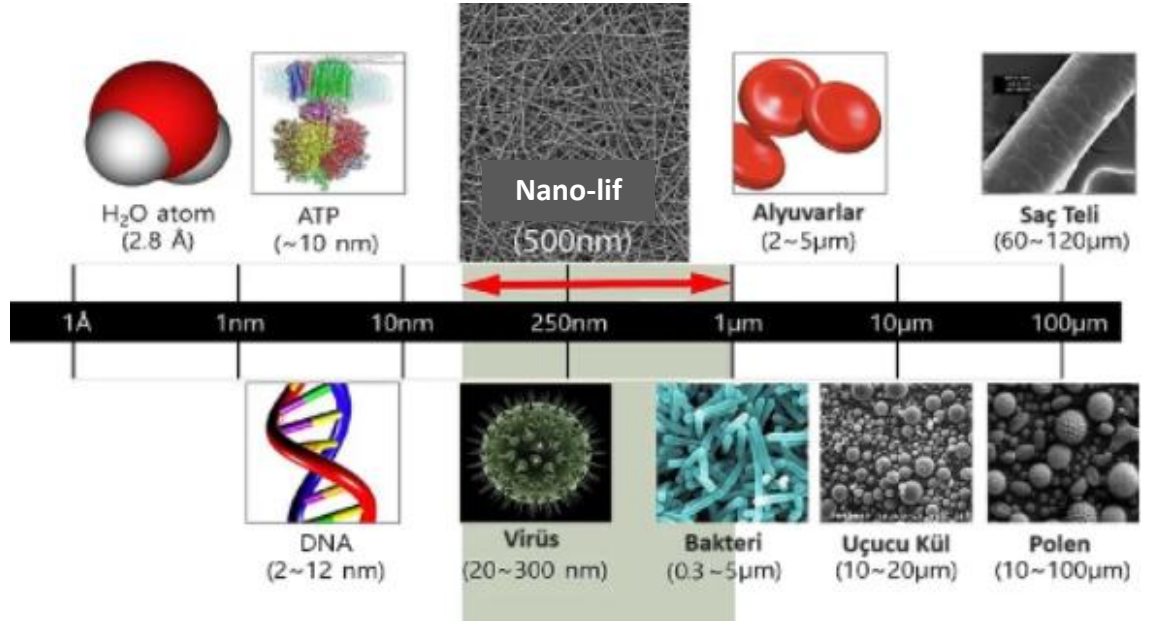 Nano-lif
(500nm)
H₂O atom
(2.8 Å)
ATP
(~10 nm)
Alyuvarlar
(2~5µm)
Saç Teli
(60~120µm)
1Å 1nm 10nm 250nm 1µm 10µm 100µm
DNA
(2~12 nm)
Virüs
(20~300 nm)
Bakteri
(0.3~5µm)
Uçucu Kül
(10~20µm)
Polen
(10~100µm)